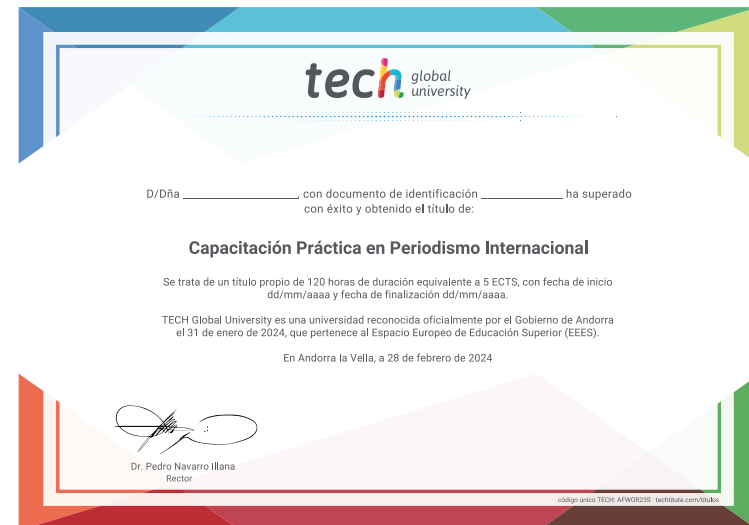 tech global
university
D/Dña ____________________, con documento de identificación ______________ ha superado
con éxito y obtenido el título de:
Capacitación Práctica en Periodismo Internacional
Se trata de un título propio de 120 horas de duración equivalente a 5 ECTS, con fecha de inicio
dd/mm/aaaa y fecha de finalización dd/mm/aaaa.
TECH Global University es una universidad reconocida oficialmente por el Gobierno de Andorra
el 31 de enero de 2024, que pertenece al Espacio Europeo de Educación Superior (EEES).
En Andorra la Vella, a 28 de febrero de 2024
Dr. Pedro Navarro Illana
Rector
código único TECH: AFWOR23S techtitute.com/titulos